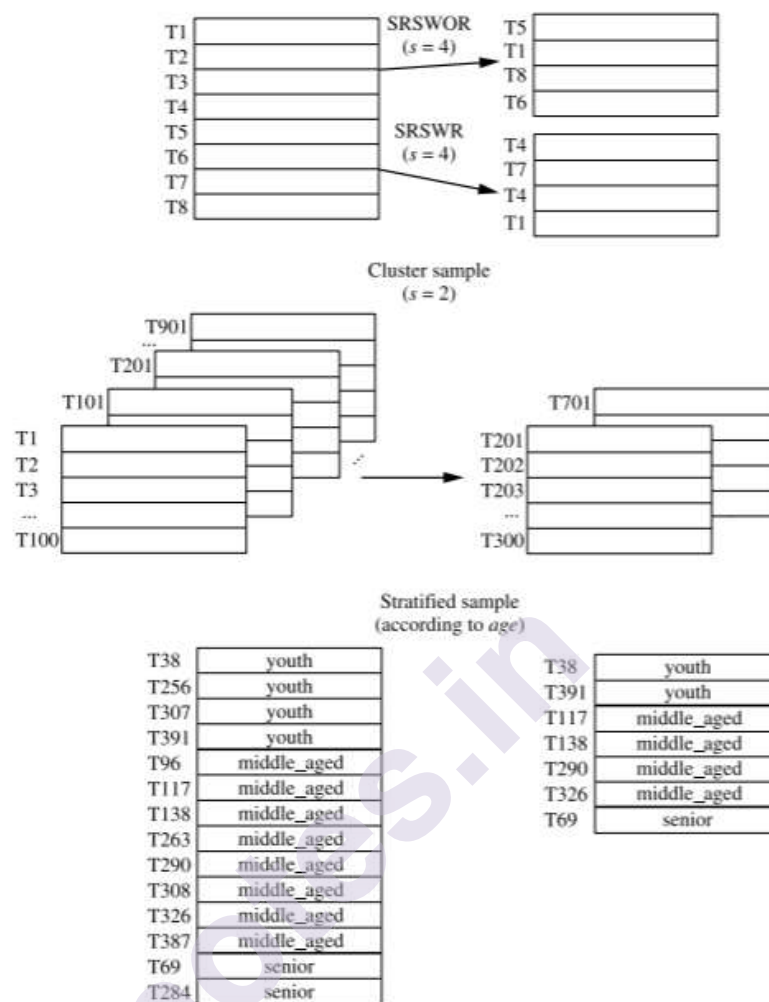 T1
T2
T3
T4
T5
T6
T7
T8
SRSWOR
(s = 4)
SRSWR
(s = 4)
T5
T1
T8
T6
T4
T7
T4
T1
Cluster sample
(s = 2)
T901
...
T201
T101
T1
T2
T3
...
T100
...
T701
T201
T202
T203
...
T300
Stratified sample
(according to age)
T38 youth
T256 youth
T307 youth
T391 youth
T96 middle_aged
T117 middle_aged
T138 middle_aged
T263 middle_aged
T290 middle_aged
T308 middle_aged
T326 middle_aged
T387 middle_aged
T69 senior
T284 senior
T38 youth
T391 youth
T117 middle_aged
T138 middle_aged
T290 middle_aged
T326 middle_aged
T69 senior
oles.in